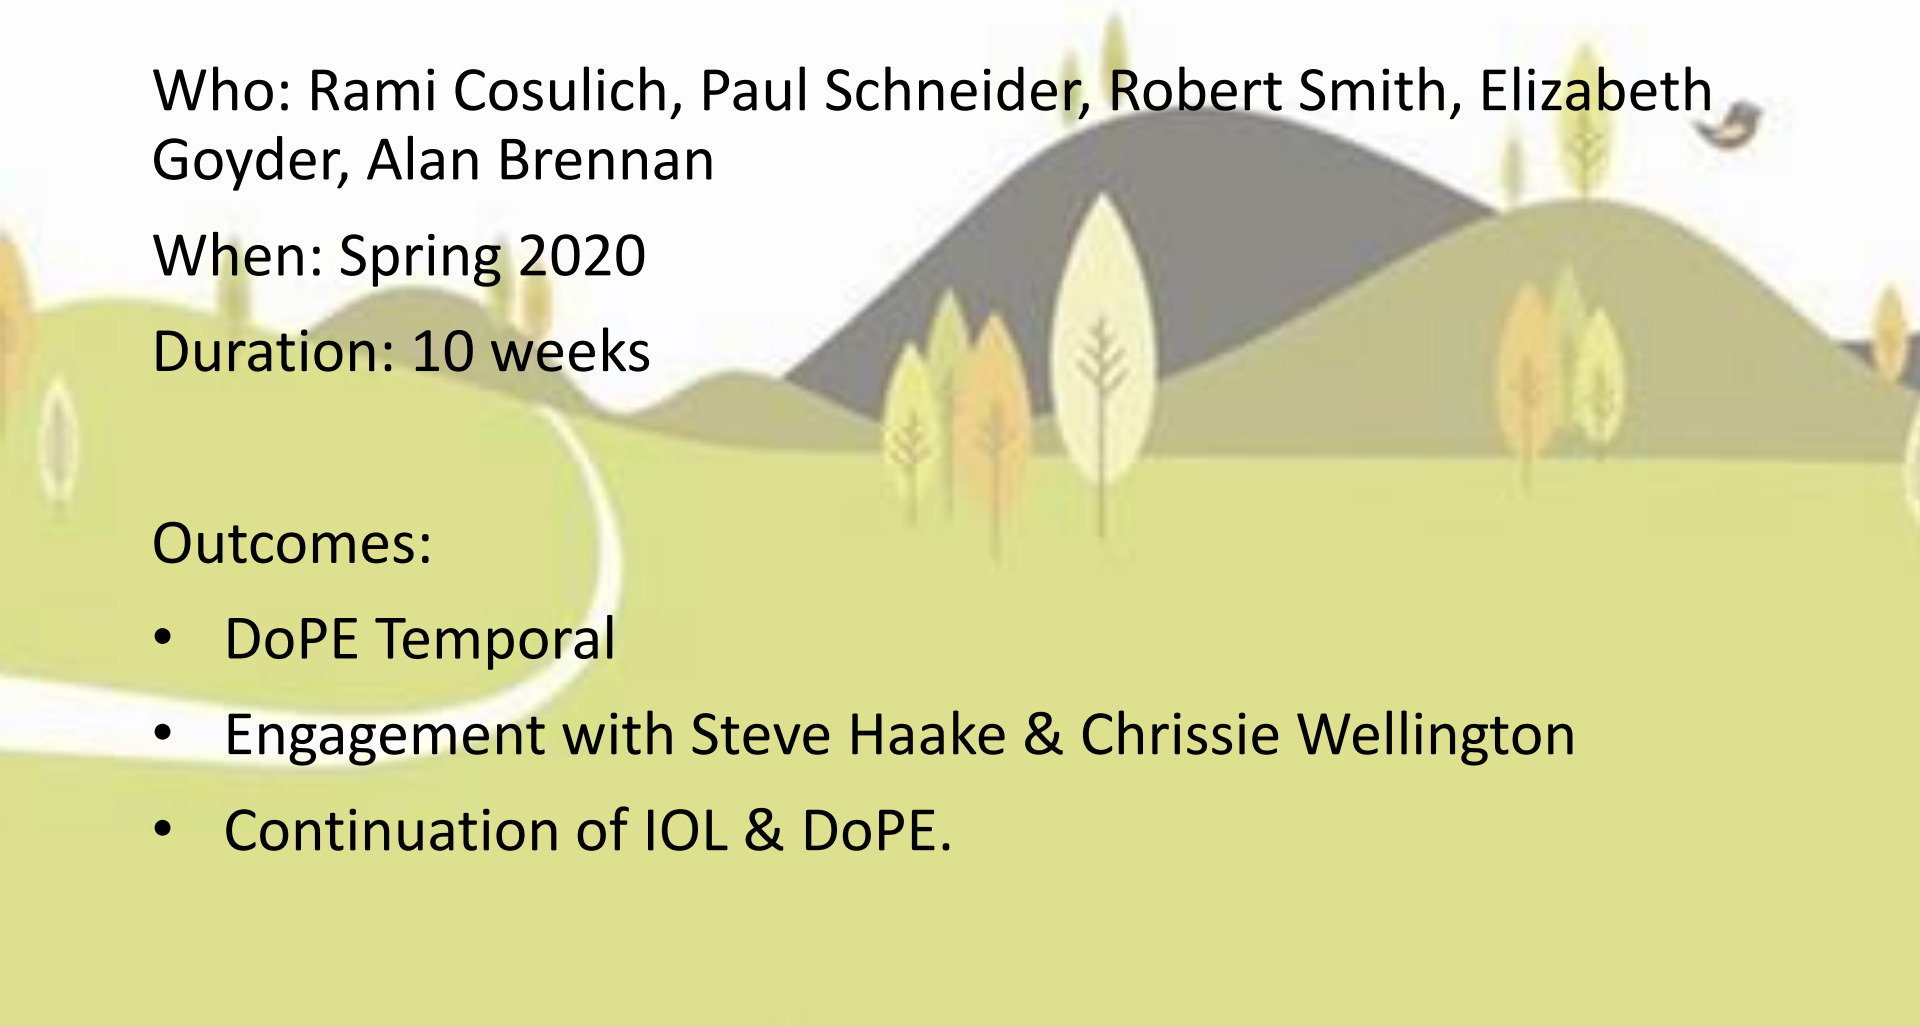 Who: Rami Cosulich, Paul Schneider, Robert Smith, Elizabeth
Goyder, Alan Brennan
When: Spring 2020
Duration: 10 weeks
Outcomes:
• DoPE Temporal
• Engagement with Steve Haake & Chrissie Wellington
• Continuation of IOL & DoPE.